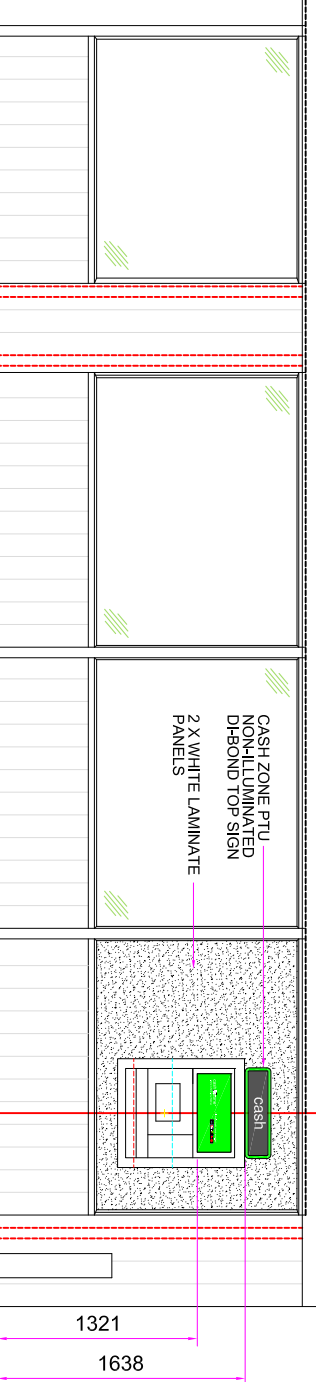 CASH ZONE PTU
NON-ILLUMINATED
DI-BOND TOP SIGN
2 X WHITE LAMINATE
PANELS
cash
1321
1638